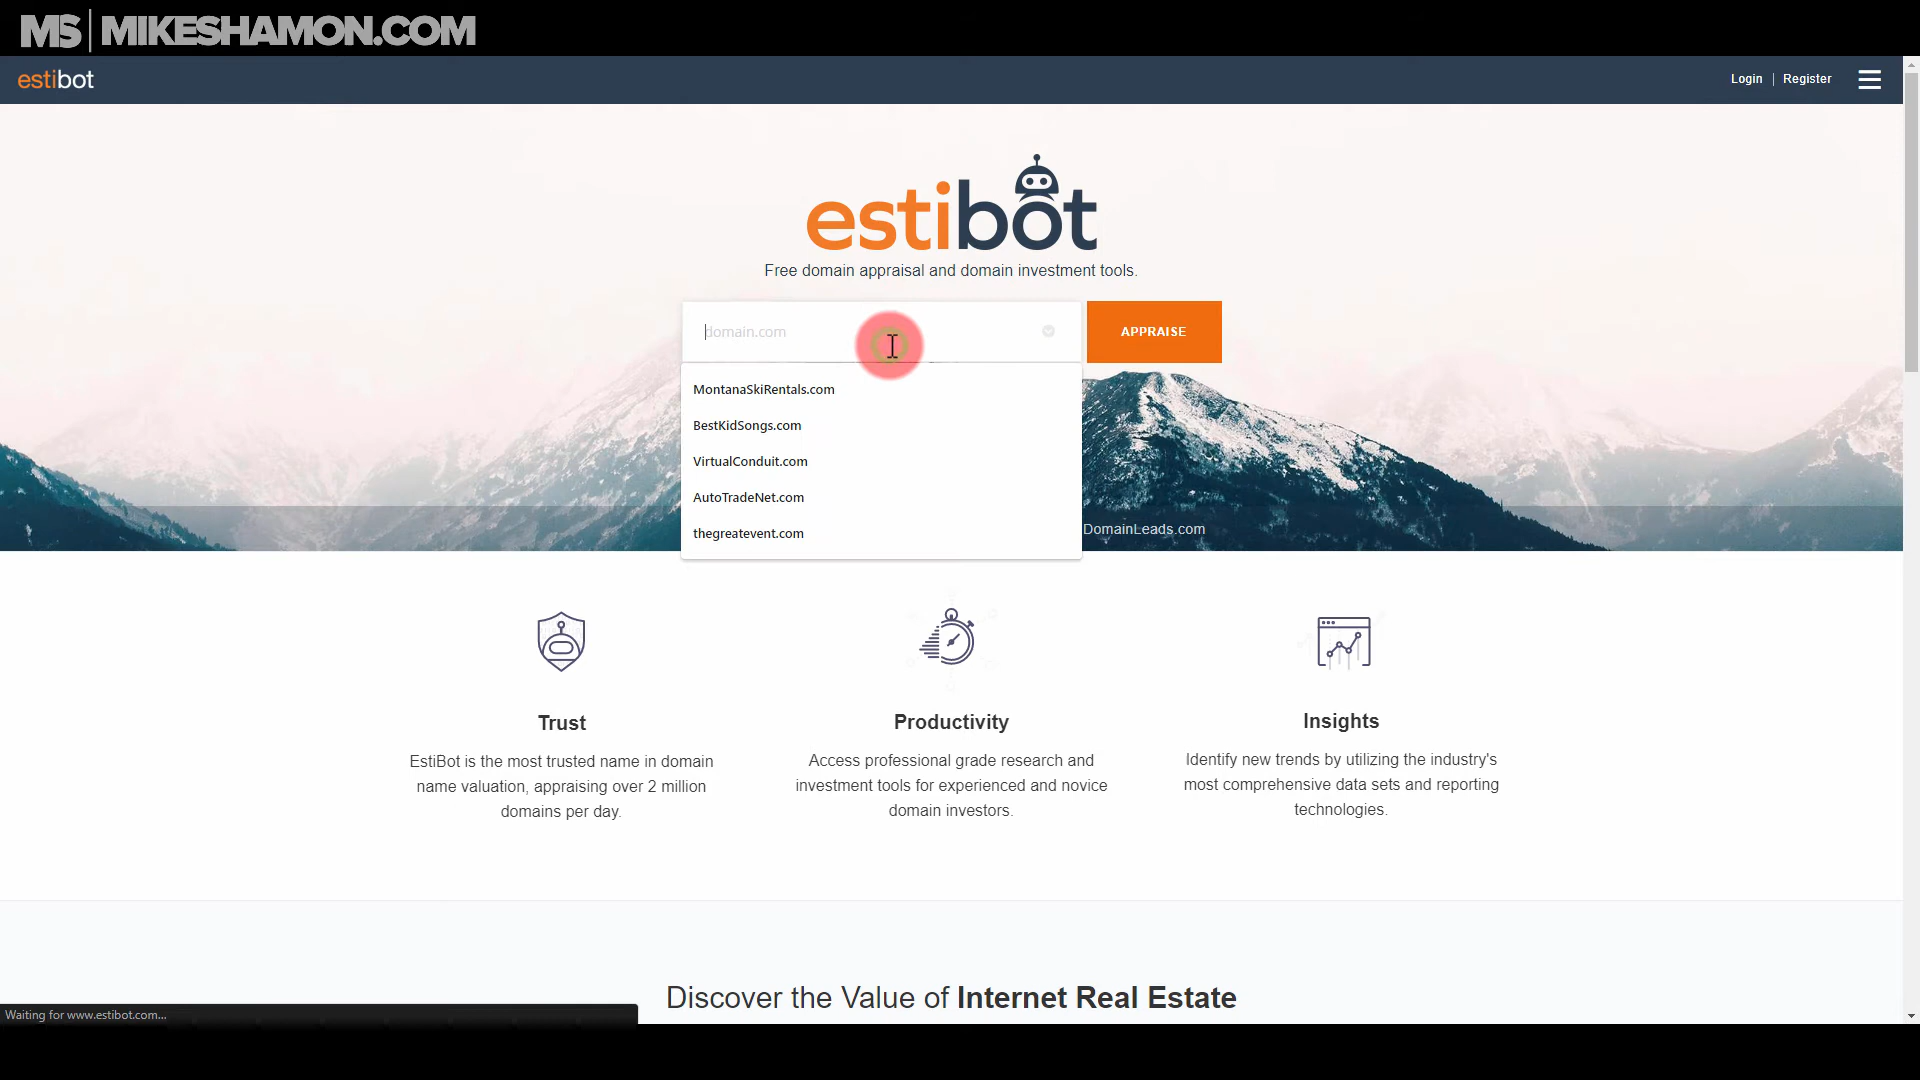 MS | MIKESHAMON.COM
estibot
Login | Register
estibot
Free domain appraisal and domain investment tools.
domain.com
APPRAISE
MontanaSkiRentals.com
BestKidSongs.com
VirtualConduit.com
AutoTradeNet.com
thegreatevent.com
DomainLeads.com
Trust
EstiBot is the most trusted name in domain
name valuation, appraising over 2 million
domains per day.
Productivity
Access professional grade research and
investment tools for experienced and novice
domain investors.
Insights
Identify new trends by utilizing the industry's
most comprehensive data sets and reporting
technologies.
Discover the Value of Internet Real Estate
Waiting for www.estibot.com...